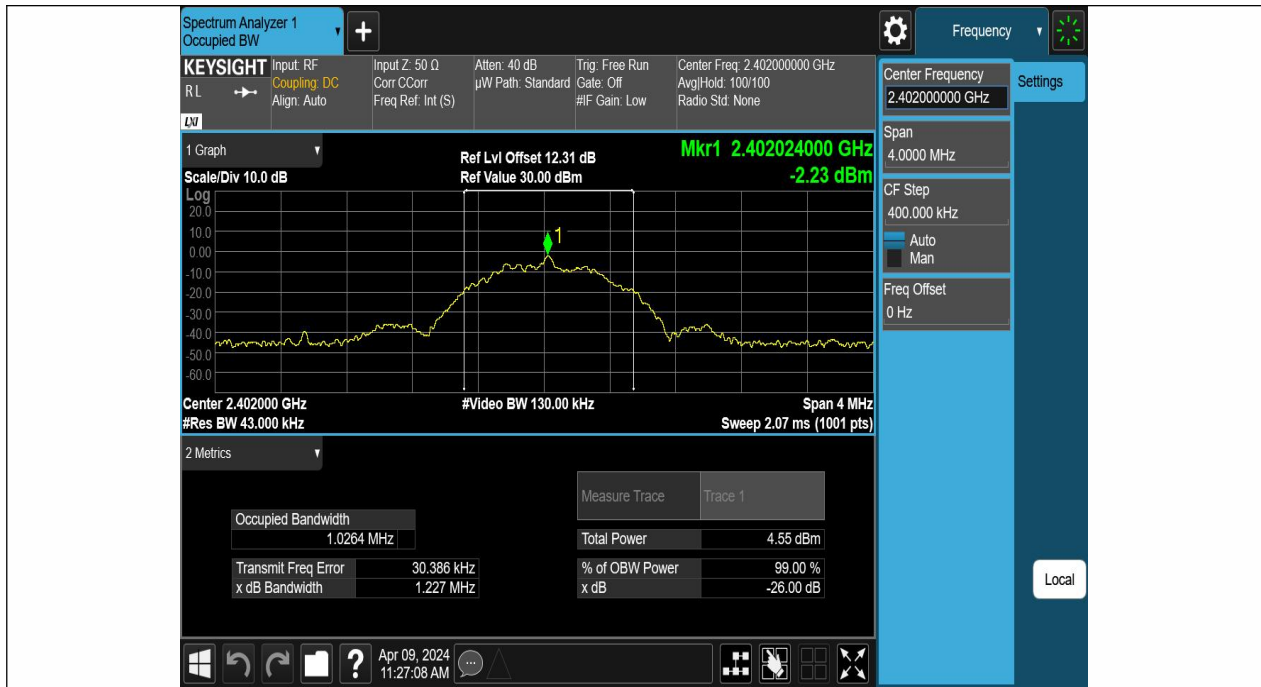 Spectrum Analyzer 1
Occupied BW
+
Frequency
KEYSIGHT
R L
LXI
Input: RF
Coupling: DC
Align: Auto
Input Z: 50 Ω
Corr CCorr
Freq Ref: Int (S)
Atten: 40 dB
µW Path: Standard
Trig: Free Run
Gate: Off
#IF Gain: Low
Center Freq: 2.402000000 GHz
Avg|Hold: 100/100
Radio Std: None
Center Frequency
2.402000000 GHz
Settings
Span
4.0000 MHz
CF Step
400.000 kHz
Auto
Man
Freq Offset
0 Hz
Local
1 Graph
Scale/Div 10.0 dB
Ref Lvl Offset 12.31 dB
Ref Value 30.00 dBm
Mkr1 2.402024000 GHz
-2.23 dBm
Log
20.0
10.0
0.00
-10.0
-20.0
-30.0
-40.0
-50.0
-60.0
1
Center 2.402000 GHz
#Video BW 130.00 kHz
Span 4 MHz
#Res BW 43.000 kHz
Sweep 2.07 ms (1001 pts)
2 Metrics
Measure Trace Trace 1
Occupied Bandwidth
1.0264 MHz
Total Power 4.55 dBm
Transmit Freq Error 30.386 kHz
% of OBW Power 99.00 %
x dB Bandwidth 1.227 MHz
x dB -26.00 dB
?
Apr 09, 2024
11:27:08 AM